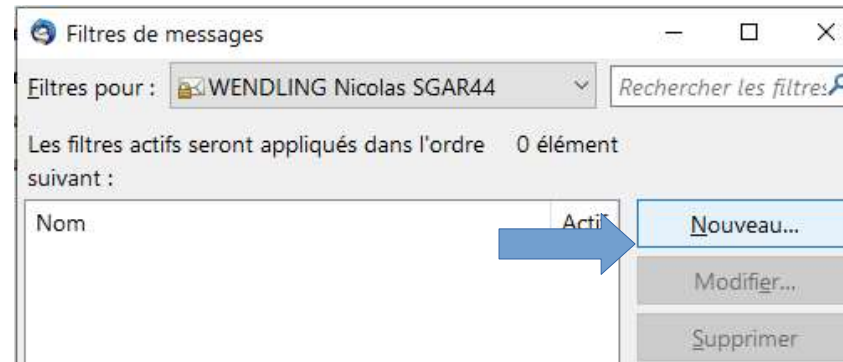 Filtres de messages
Filtres pour : WENDLING Nicolas SGAR44 Rechercher les filtres
Les filtres actifs seront appliqués dans l'ordre 0 élément
suivant :
Nom Actif
Nouveau...
Modifier...
Supprimer